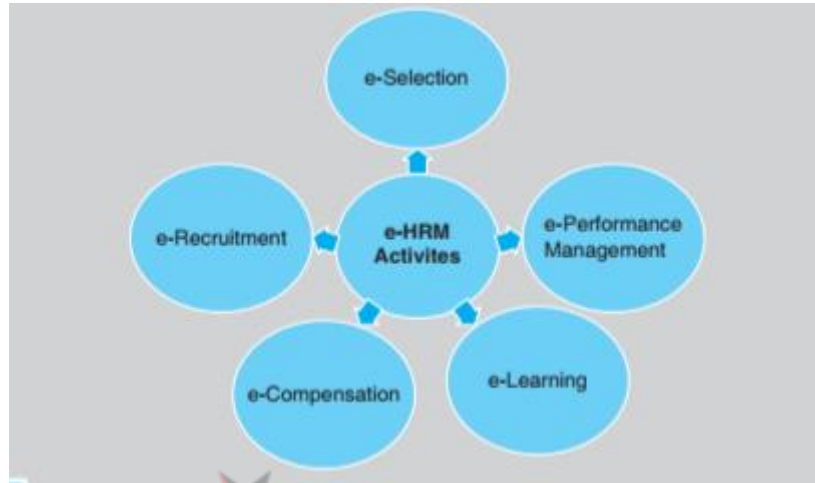 e-Selection
e-Recruitment
e-HRM
Activites
e-Performance
Management
e-Compensation
e-Learning